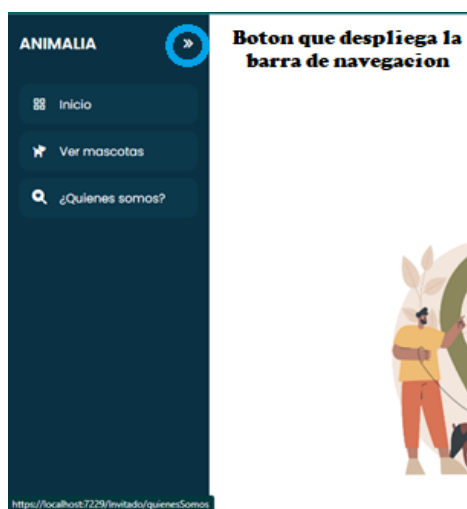 ANIMALIA
Boton que despliega la
barra de navegacion
Inicio
Ver mascotas
¿Quienes somos?
https://localhost:7229/Invitado/quienesSomos